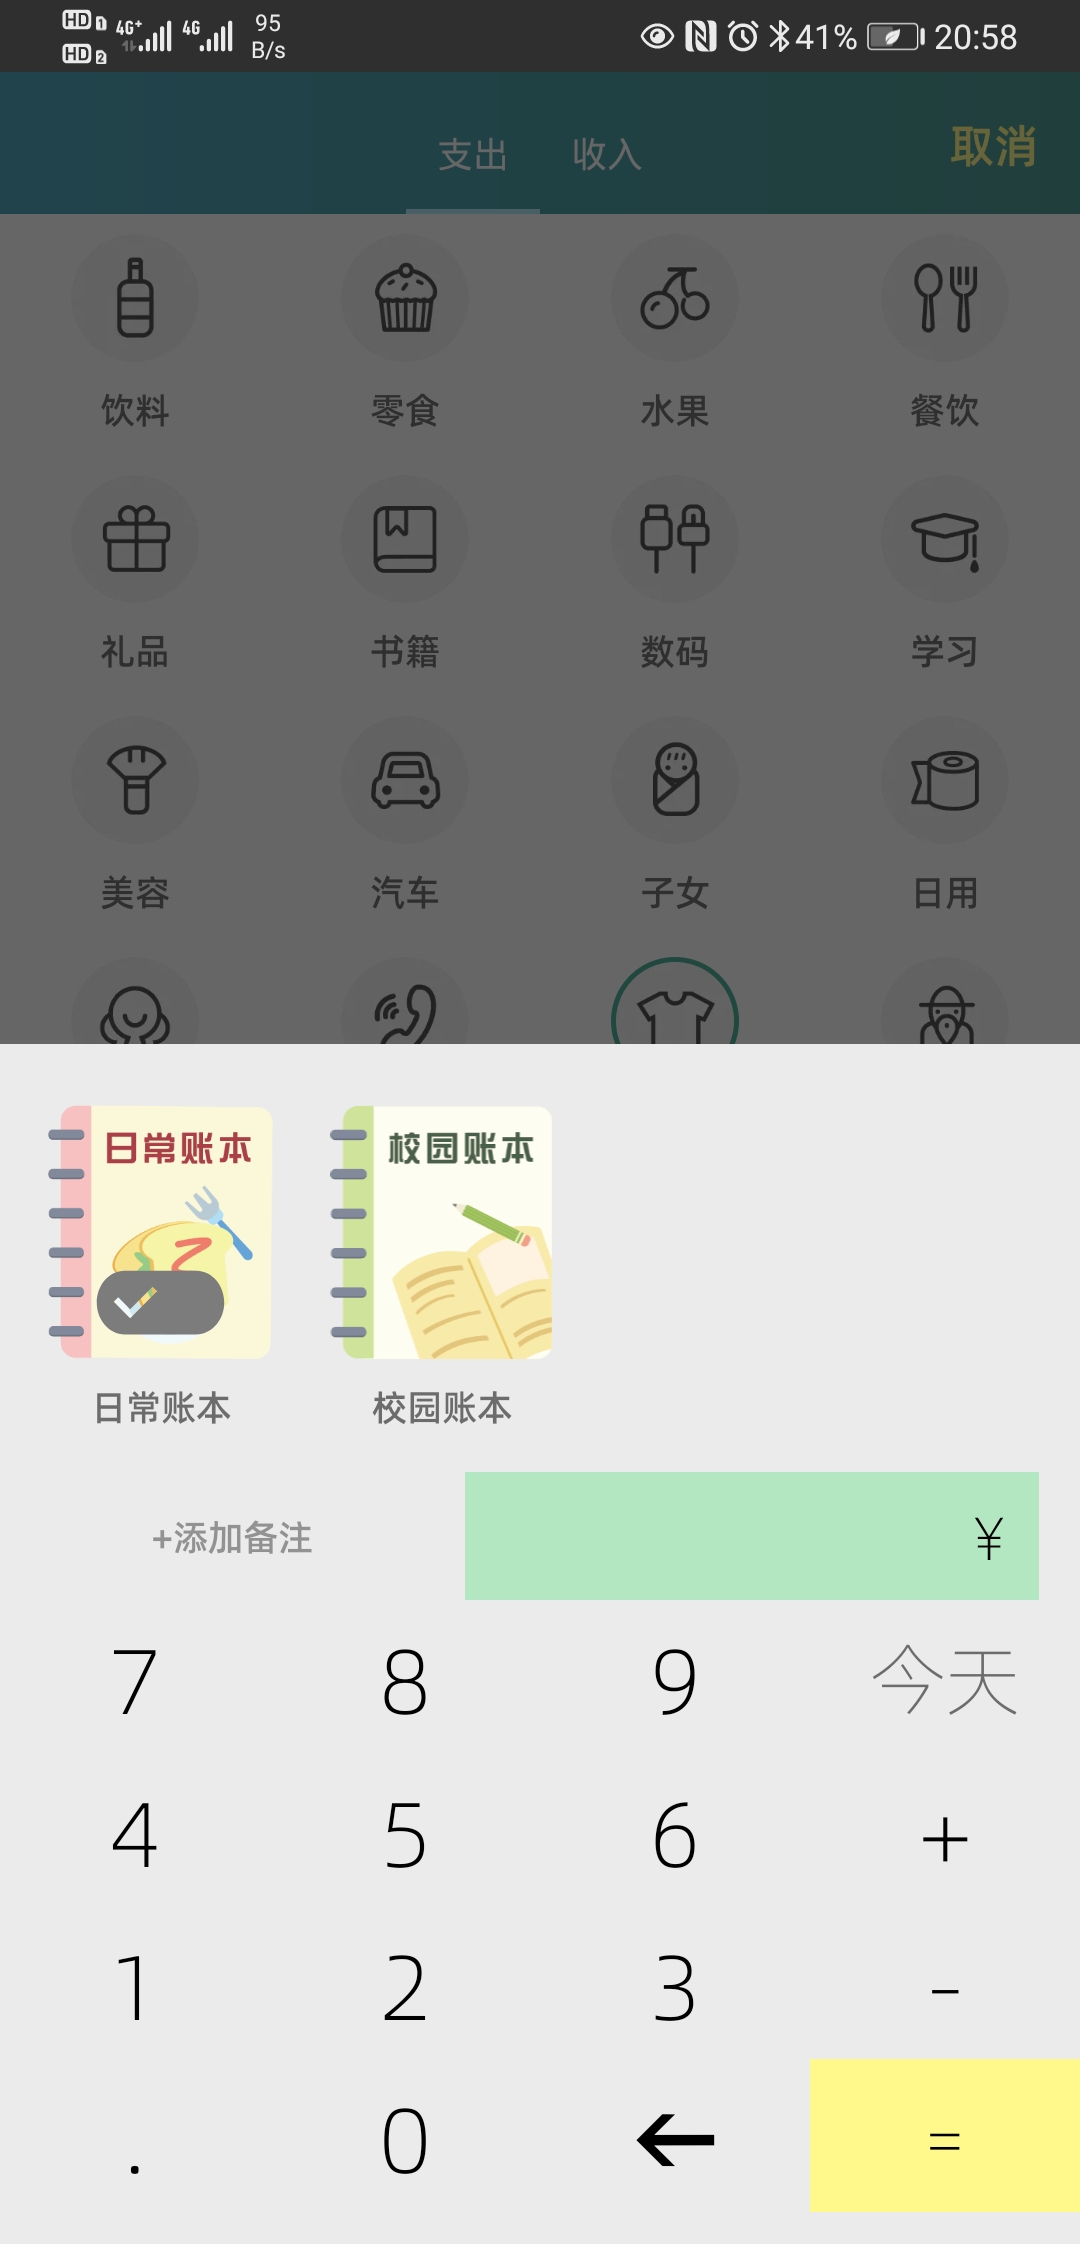 HD 1 4G+ 4G 95 B/s 41% 20:58
HD 2
支出 收入 取消
饮料 零食 水果 餐饮
礼品 书籍 数码 学习
美容 汽车 子女 日用
日常账本 校园账本
日常账本 校园账本
+添加备注 ¥
7 8 9 今天
4 5 6 +
1 2 3 -
. 0 ← =